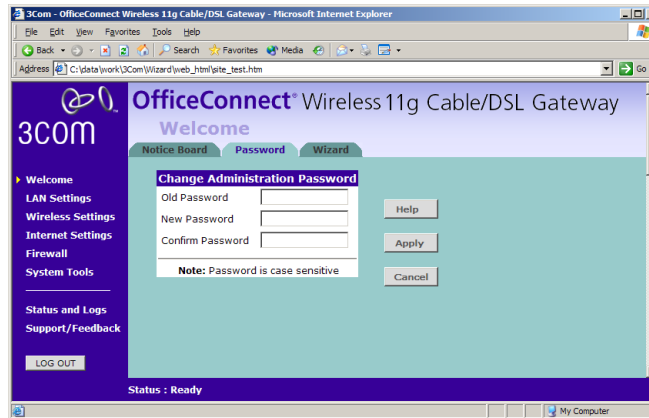 3Com - OfficeConnect Wireless 11g Cable/DSL Gateway - Microsoft Internet Explorer
File Edit View Favorites Tools Help
Back Search Favorites Media
Address C:\data\work\3Com\Wizard\web_html\site_test.htm Go
3com
OfficeConnect® Wireless 11g Cable/DSL Gateway
Welcome
Notice Board Password Wizard
Welcome
LAN Settings
Wireless Settings
Internet Settings
Firewall
System Tools
Status and Logs
Support/Feedback
LOG OUT
Change Administration Password
Old Password
New Password
Confirm Password
Note: Password is case sensitive
Help
Apply
Cancel
Status : Ready
My Computer